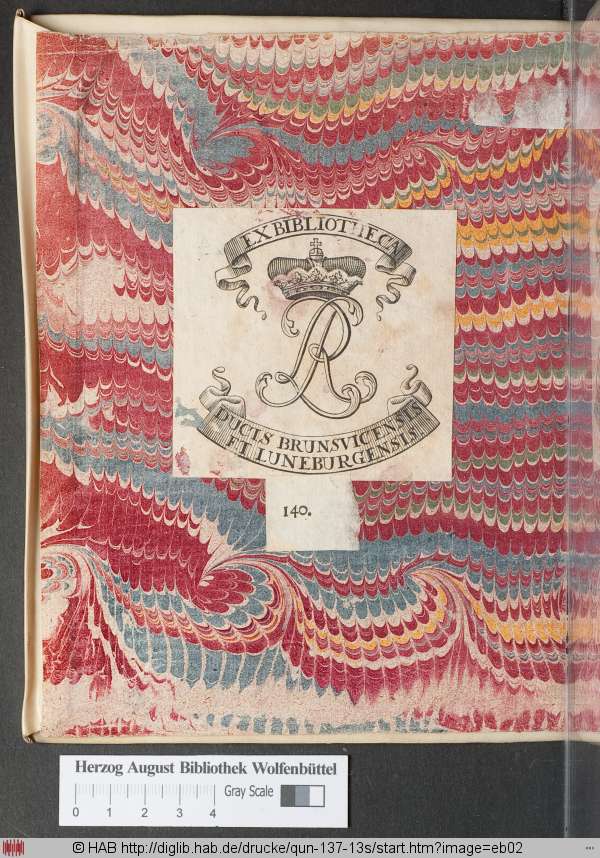 EX BIBLIOTHECA
R
DUCIS BRUNSVICENSIS
ET LUNEBURGENSIS
140.
Herzog August Bibliothek Wolfenbüttel
Gray Scale
0 1 2 3 4
© HAB http://diglib.hab.de/drucke/qun-137-13s/start.htm?image=eb02